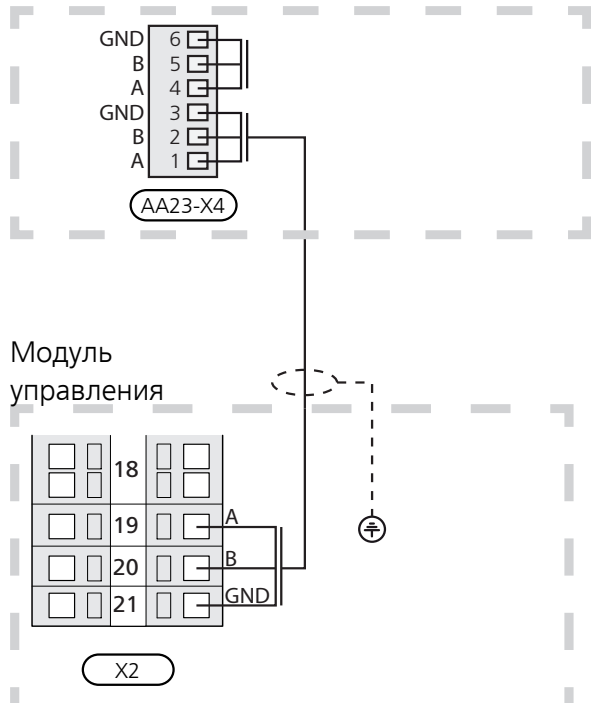 GND 6
B 5
A 4
GND 3
B 2
A 1
AA23-X4
Модуль
управления
18
19 A
20 B
21 GND
X2